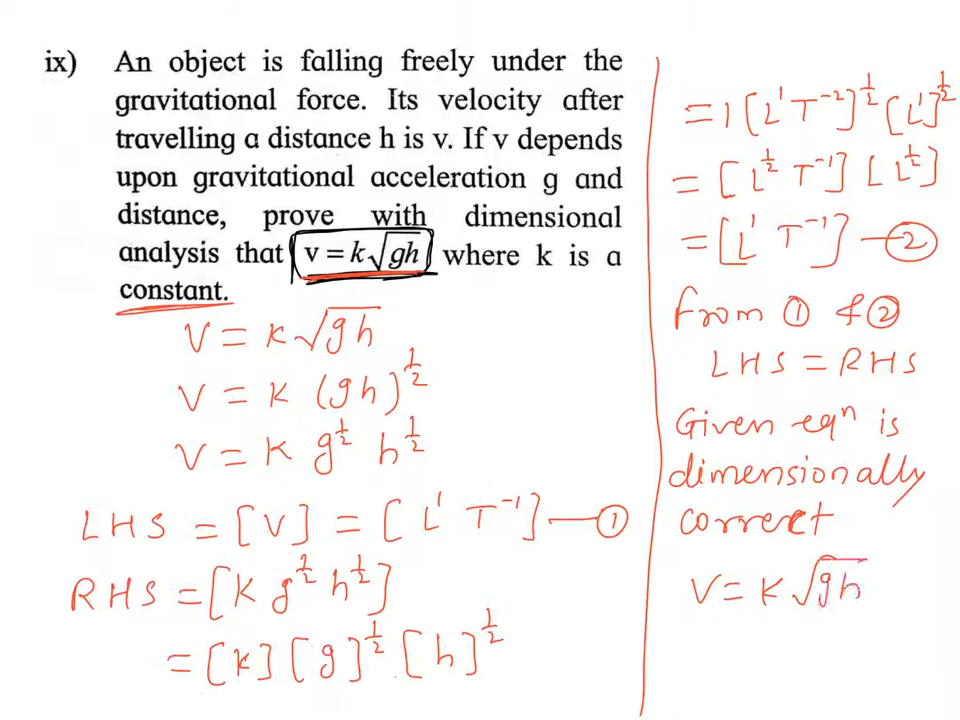 ix) An object is falling freely under the
gravitational force. Its velocity after
travelling a distance h is v. If v depends
upon gravitational acceleration g and
distance, prove with dimensional
analysis that v = k√gh where k is a
constant.
V = K √gh
V = K (gh)^½
V = K g^½ h^½
LHS = [V] = [L¹ T⁻¹] —①
RHS = [K g^½ h^½]
= [K] [g]^½ [h]^½
= 1 [L¹ T⁻²]^½ [L¹]^½
= [L^½ T⁻¹] [L^½]
= [L¹ T⁻¹] —②
from ① & ②
LHS = RHS
Given eqⁿ is
dimensionally
correct
V = K √gh